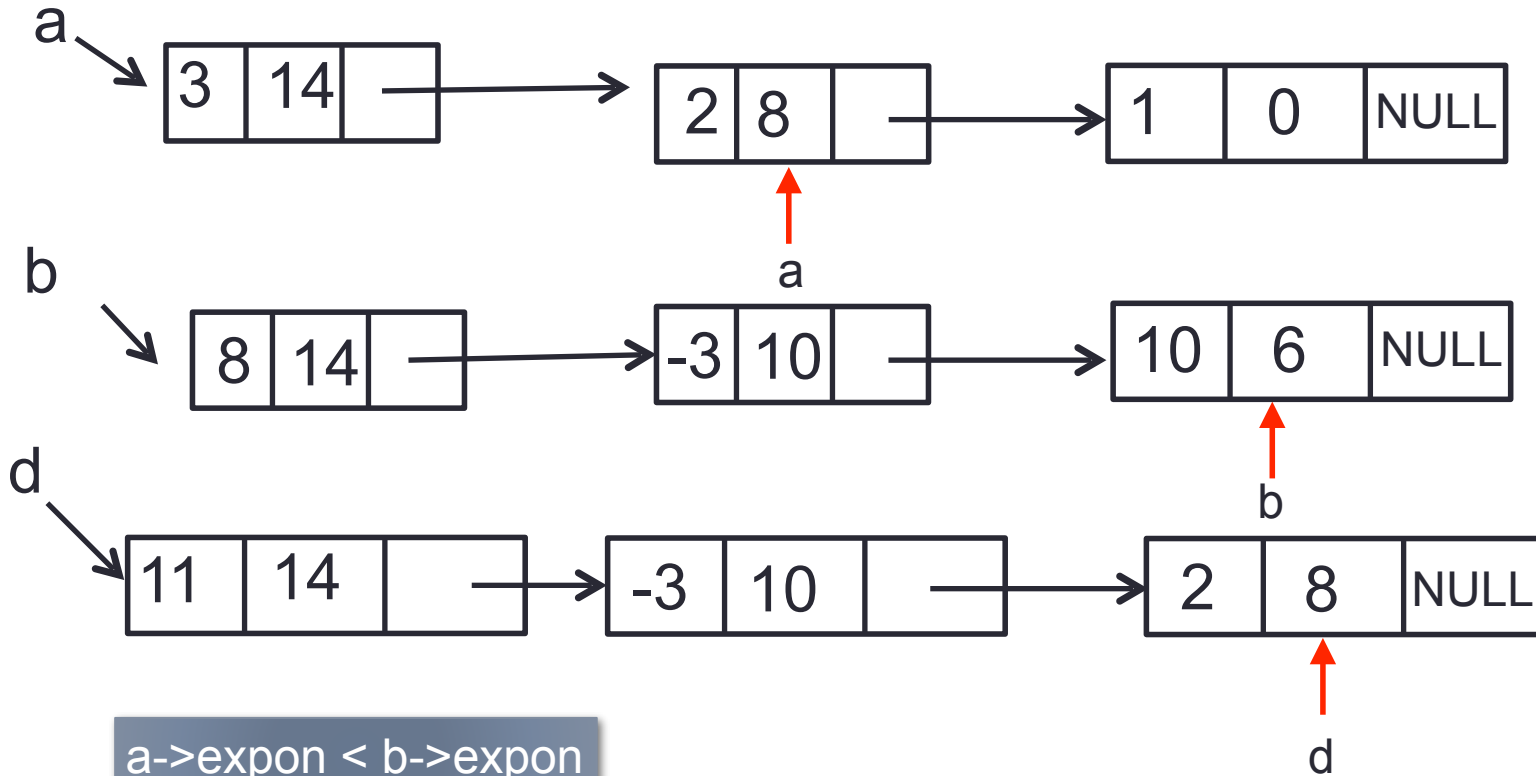 a
3 14
2 8
1 0 NULL
a
b
8 14
-3 10
10 6 NULL
b
d
11 14
-3 10
2 8 NULL
d
a->expon < b->expon